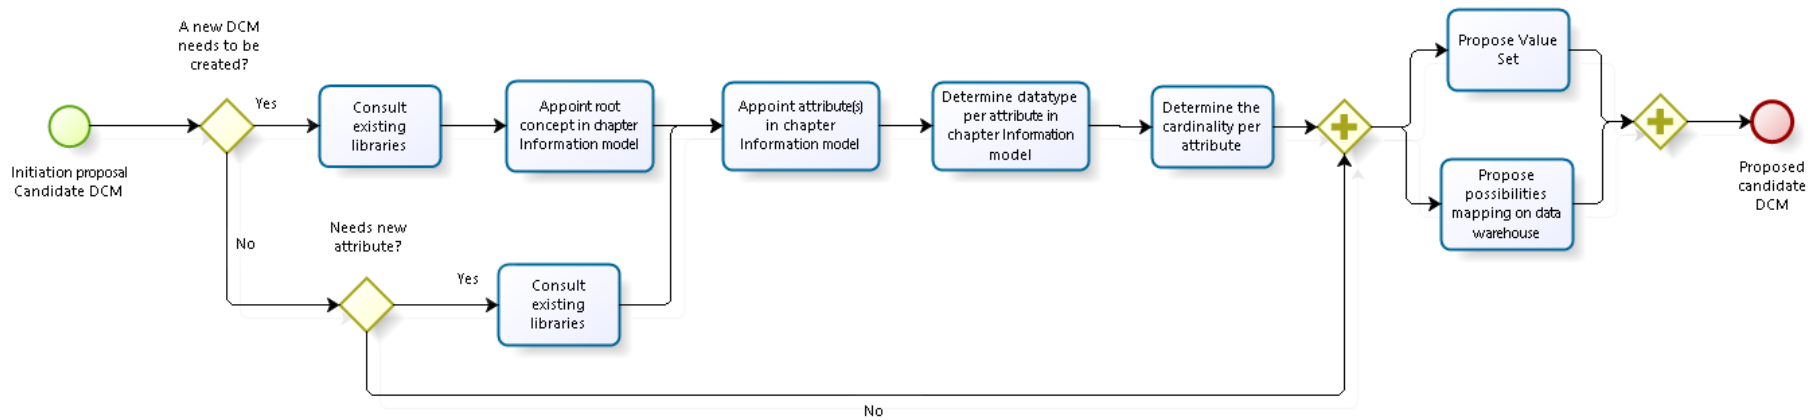 A new DCM
needs to be
created?
Yes
Initiation proposal
Candidate DCM
Consult
existing
libraries
Appoint root
concept in chapter
Information model
Appoint attribute(s)
in chapter
Information model
Determine datatype
per attribute in
chapter Information
model
Determine the
cardinality per
attribute
Propose Value
Set
Propose
possibilities
mapping on data
warehouse
Proposed
candidate
DCM
No
Needs new
attribute?
Yes
Consult
existing
libraries
No